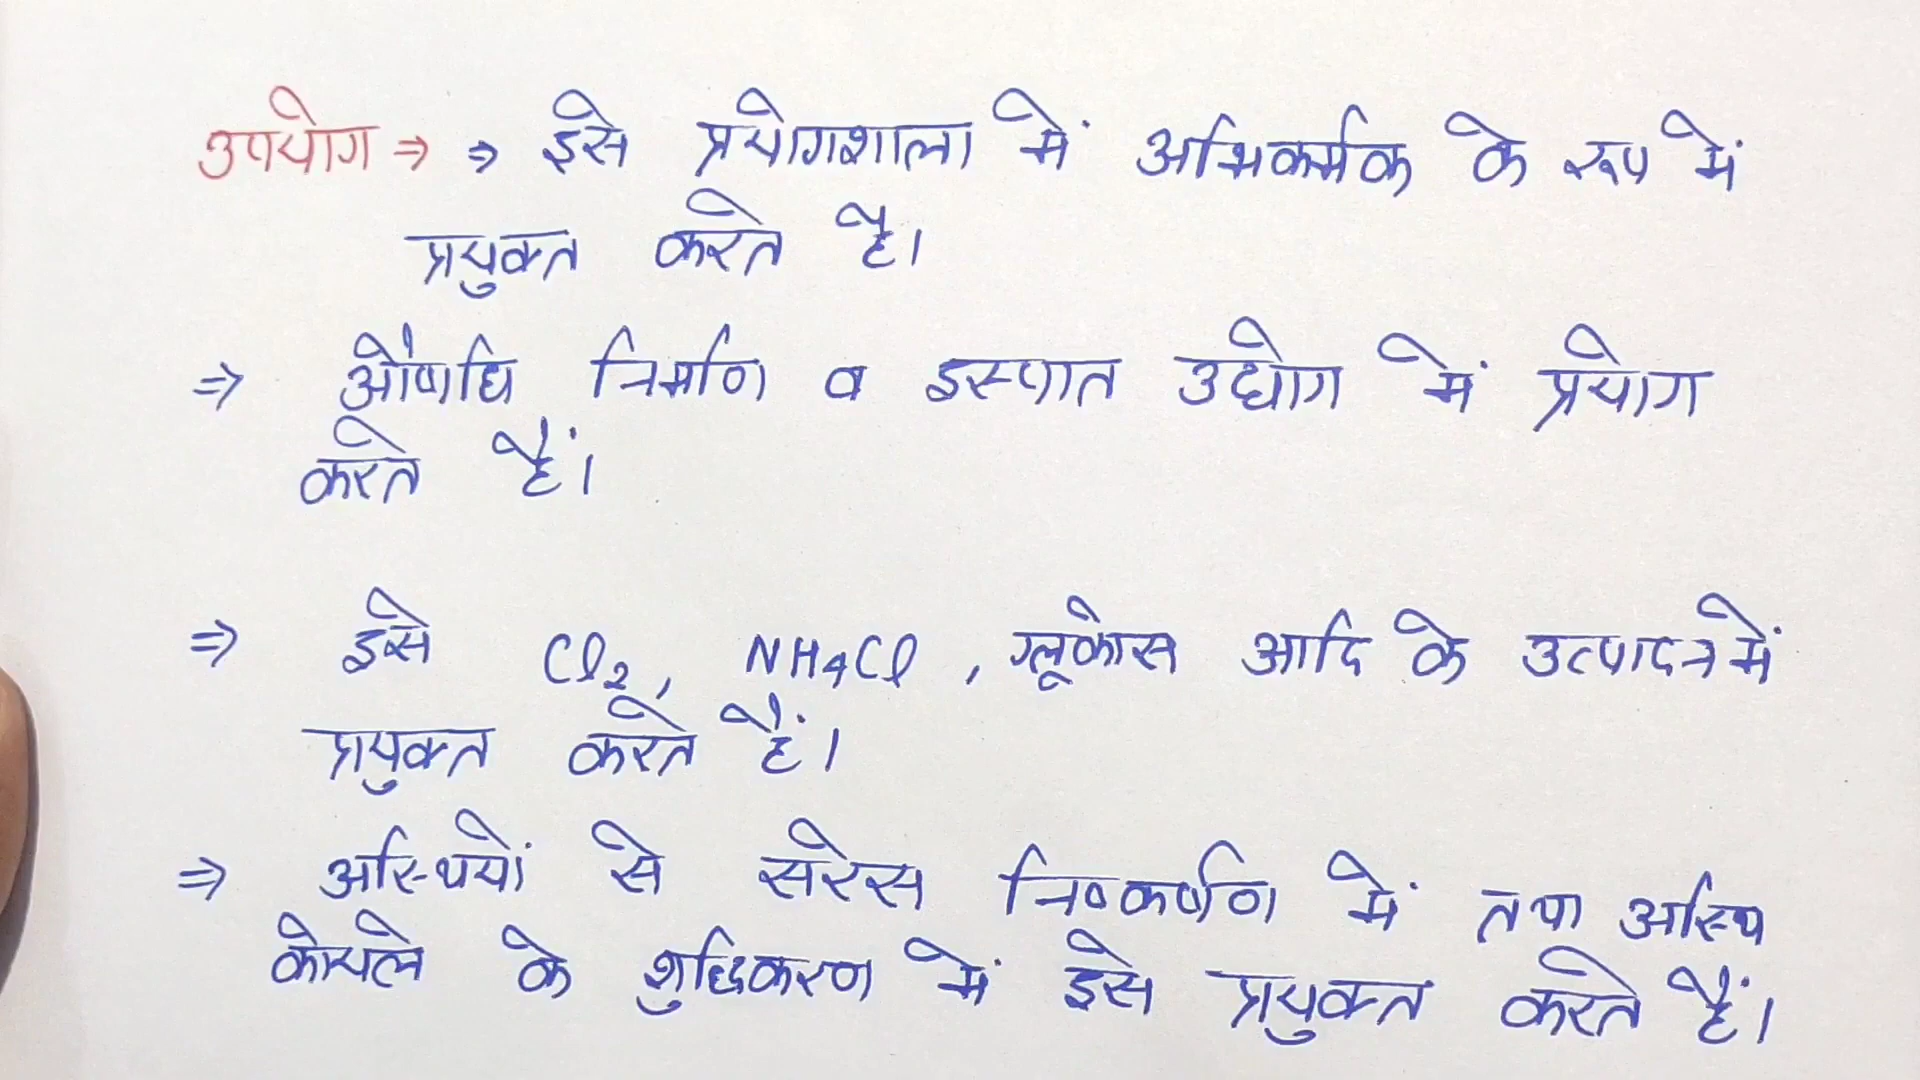 उपयोग ⇒ ⇒ इसे प्रयोगशाला में अभिकर्मक के रूप में
प्रयुक्त करते है।
⇒ औषधि निर्माण व इस्पात उद्योग में प्रयोग
करते हैं।
⇒ इसे Cl₂, NH₄Cl , ग्लूकोस आदि के उत्पादन में
प्रयुक्त करते हैं।
⇒ अस्थियों से सरेस निष्कर्षण में तथा अस्थि
कोयले के शुद्धिकरण में इसे प्रयुक्त करते हैं।